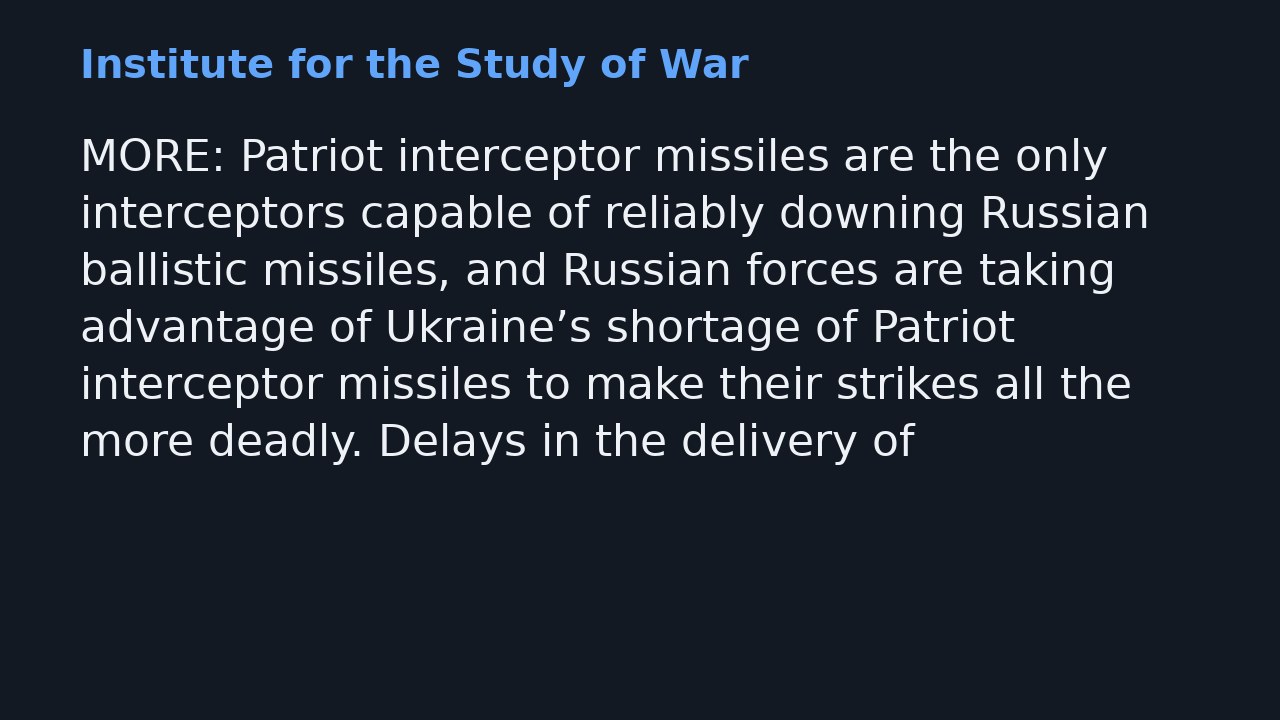 Institute for the Study of War
MORE: Patriot interceptor missiles are the only
interceptors capable of reliably downing Russian
ballistic missiles, and Russian forces are taking
advantage of Ukraine’s shortage of Patriot
interceptor missiles to make their strikes all the
more deadly. Delays in the delivery of